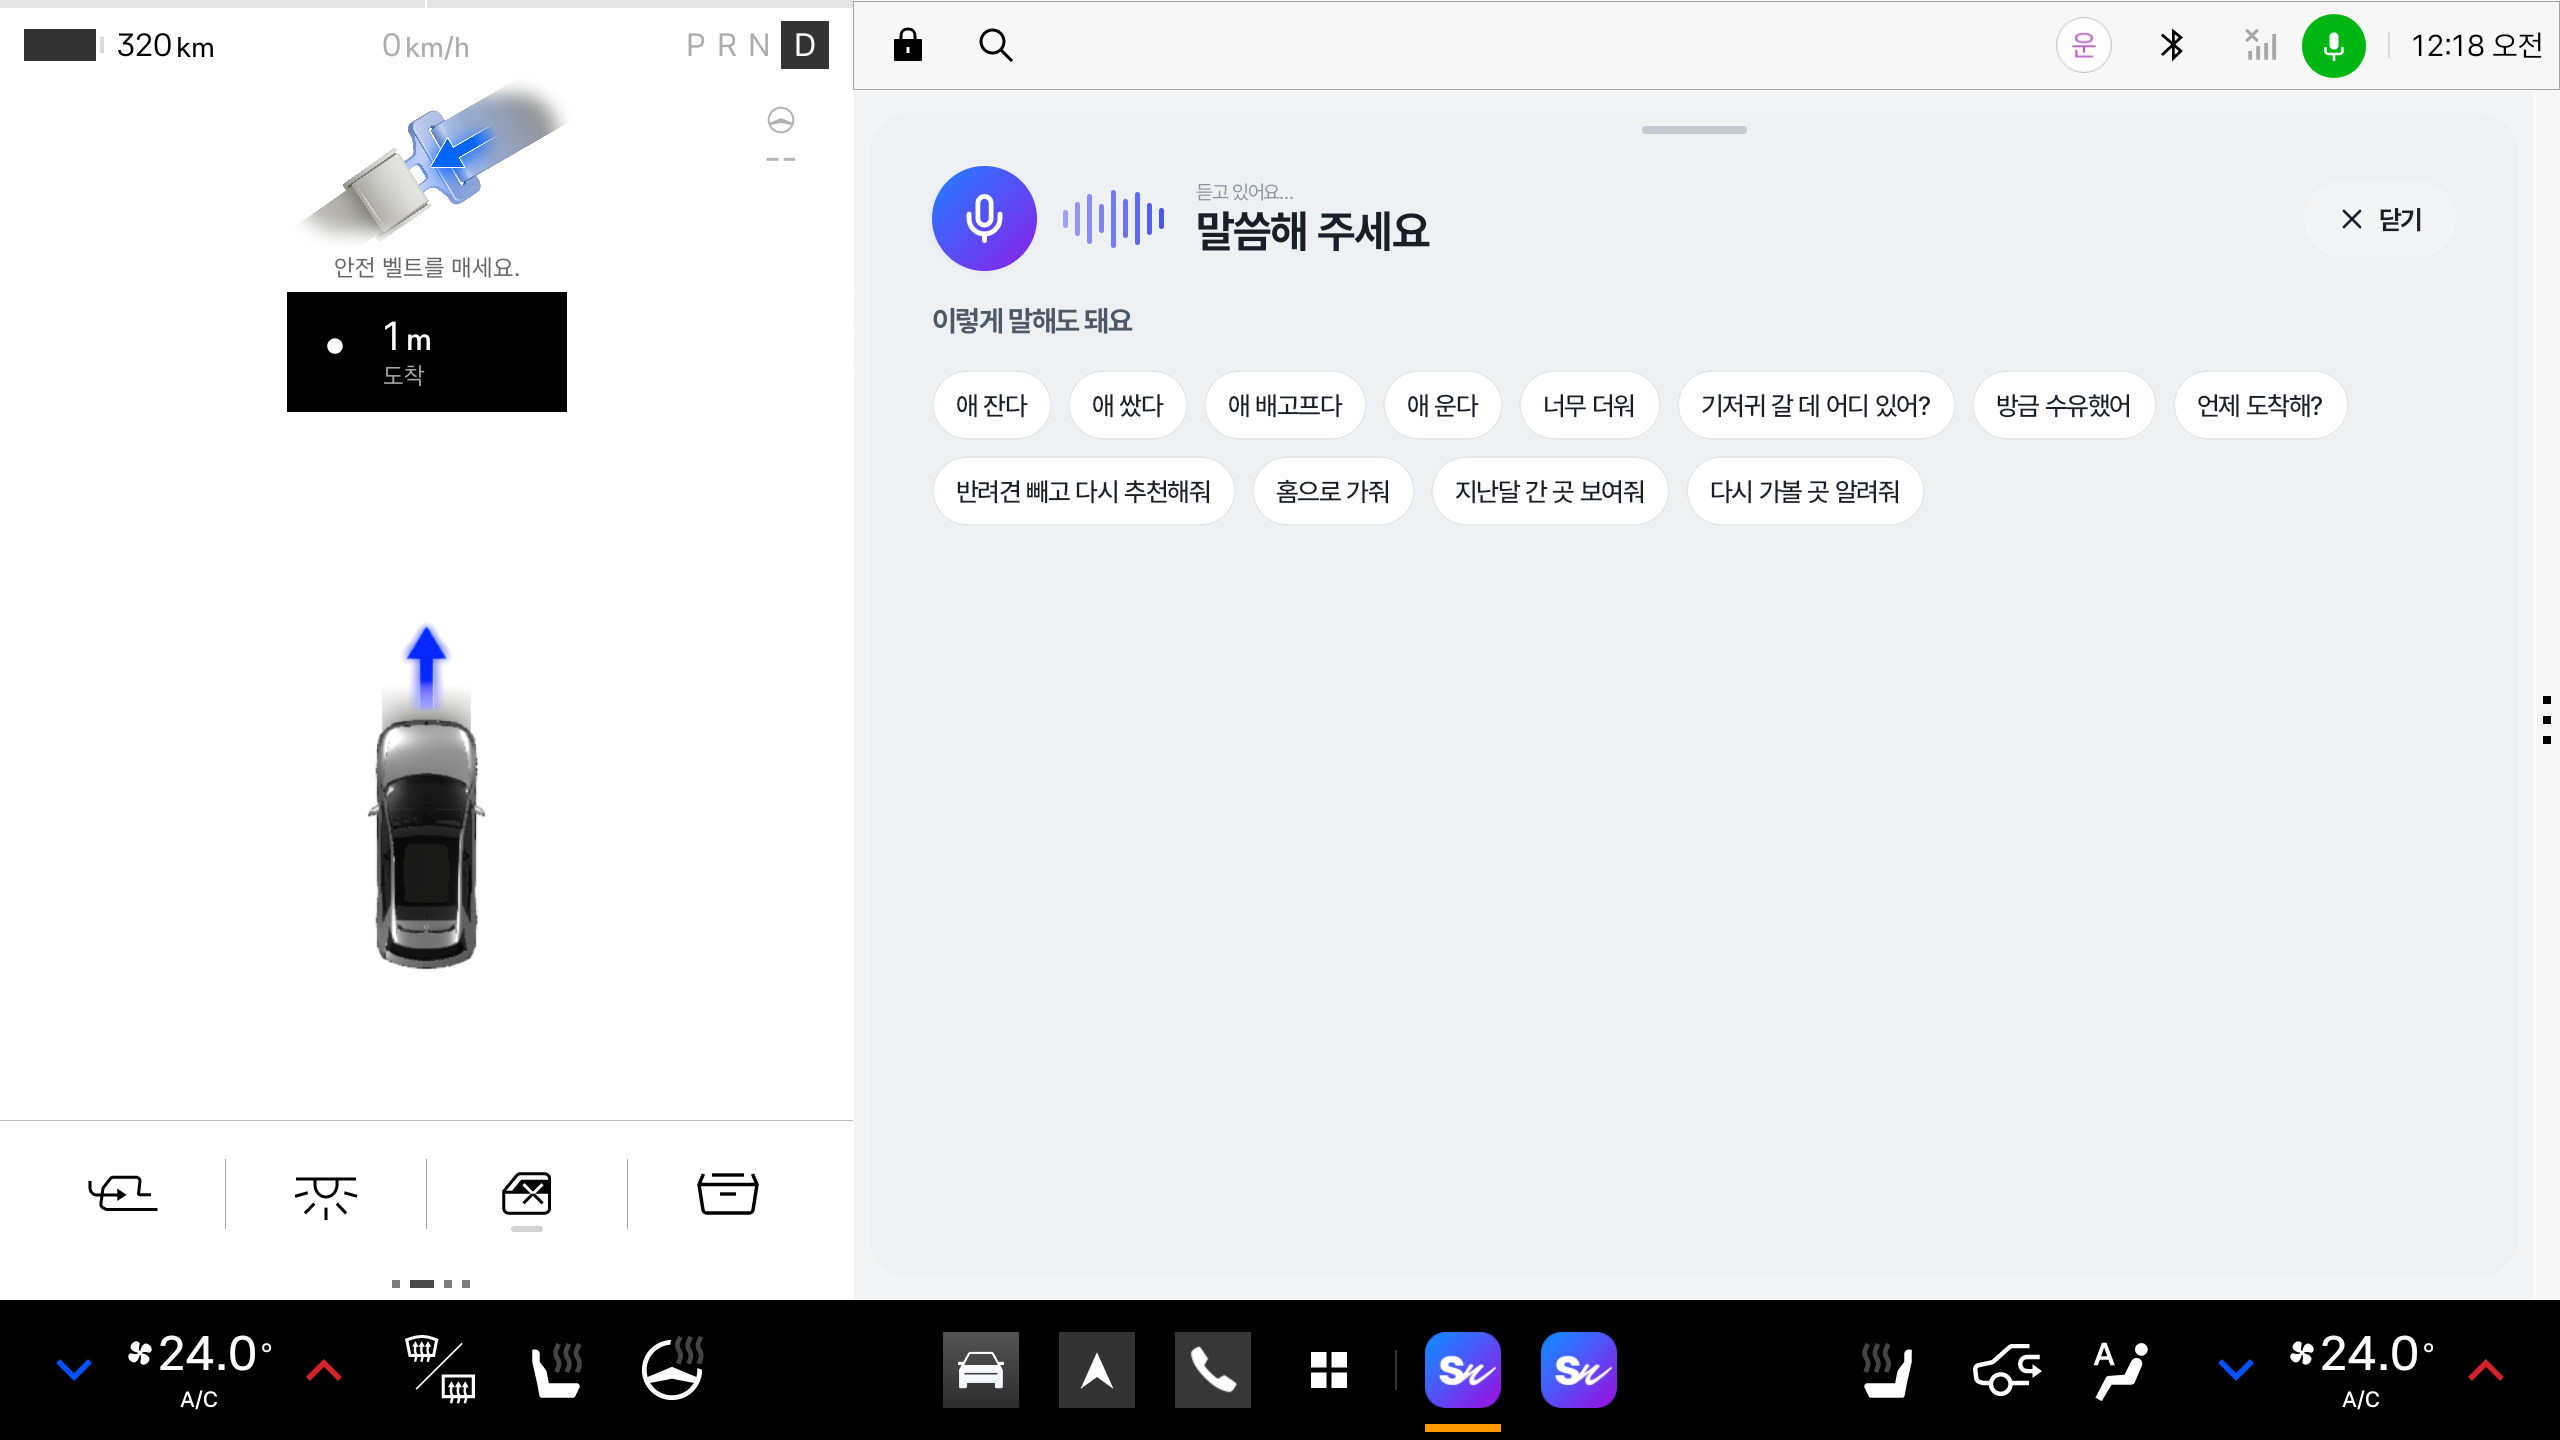 320 km
0 km/h
P R N D
운
12:18 오전
안전 벨트를 매세요.
1 m
도착
듣고 있어요...
말씀해 주세요
닫기
이렇게 말해도 돼요
애 잔다
애 쌌다
애 배고프다
애 운다
너무 더워
기저귀 갈 데 어디 있어?
방금 수유했어
언제 도착해?
반려견 빼고 다시 추천해줘
홈으로 가줘
지난달 간 곳 보여줘
다시 가볼 곳 알려줘
24.0°
A/C
Sw
Sw
A
24.0°
A/C